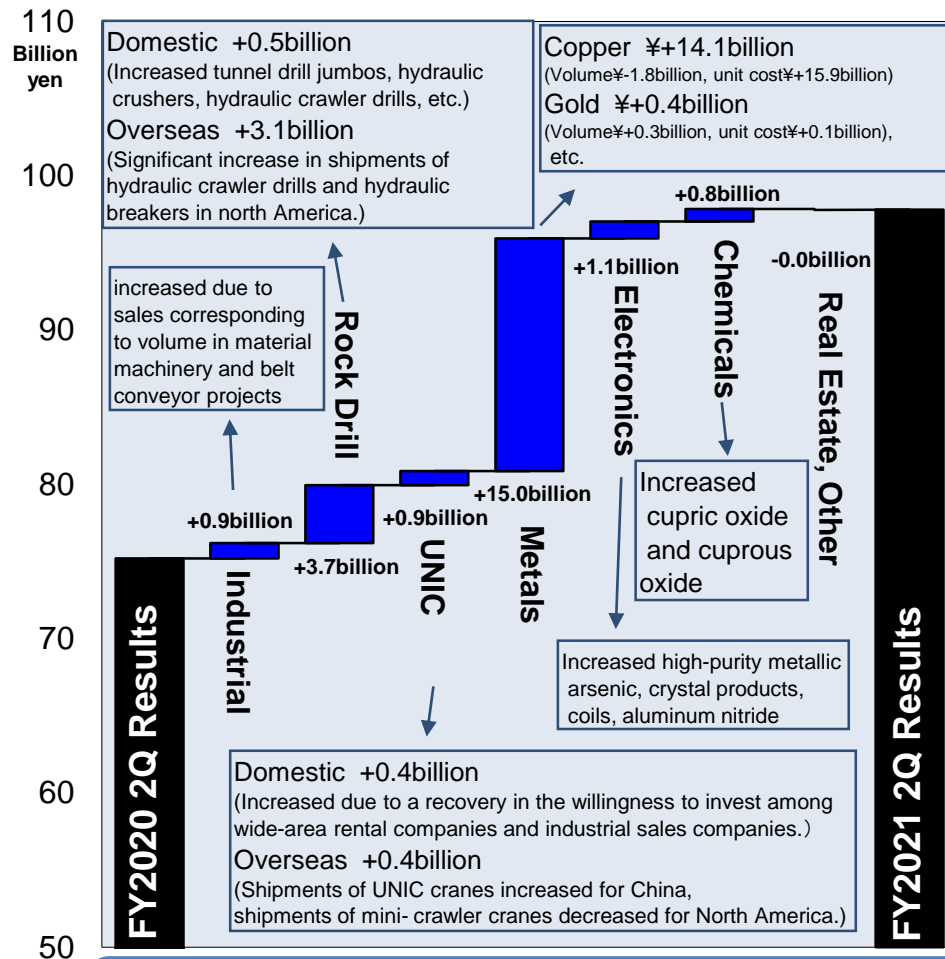 110
Billion
yen
100
90
80
70
60
50
Domestic +0.5billion
(Increased tunnel drill jumbos, hydraulic
crushers, hydraulic crawler drills, etc.)
Overseas +3.1billion
(Significant increase in shipments of
hydraulic crawler drills and hydraulic
breakers in north America.)
Copper ¥+14.1billion
(Volume¥-1.8billion, unit cost¥+15.9billion)
Gold ¥+0.4billion
(Volume¥+0.3billion, unit cost¥+0.1billion),
etc.
increased due to
sales corresponding
to volume in material
machinery and belt
conveyor projects
FY2020 2Q Results
+0.9billion
Industrial
Rock Drill
+3.7billion
+0.9billion
UNIC
+15.0billion
Metals
+1.1billion
Electronics
+0.8billion
Chemicals
-0.0billion
Real Estate, Other
FY2021 2Q Results
Increased
cupric oxide
and cuprous
oxide
Increased high-purity metallic
arsenic, crystal products,
coils, aluminum nitride
Domestic +0.4billion
(Increased due to a recovery in the willingness to invest among
wide-area rental companies and industrial sales companies.）
Overseas +0.4billion
(Shipments of UNIC cranes increased for China,
shipments of mini- crawler cranes decreased for North America.)